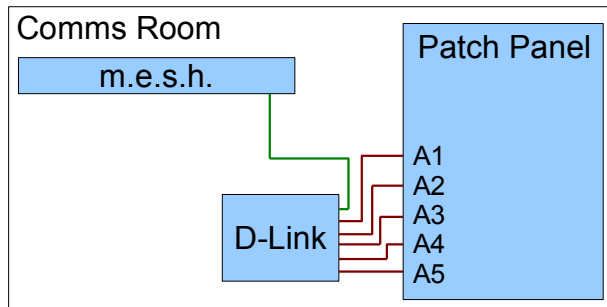 Comms Room
m.e.s.h.
Patch Panel
D-Link
A1
A2
A3
A4
A5